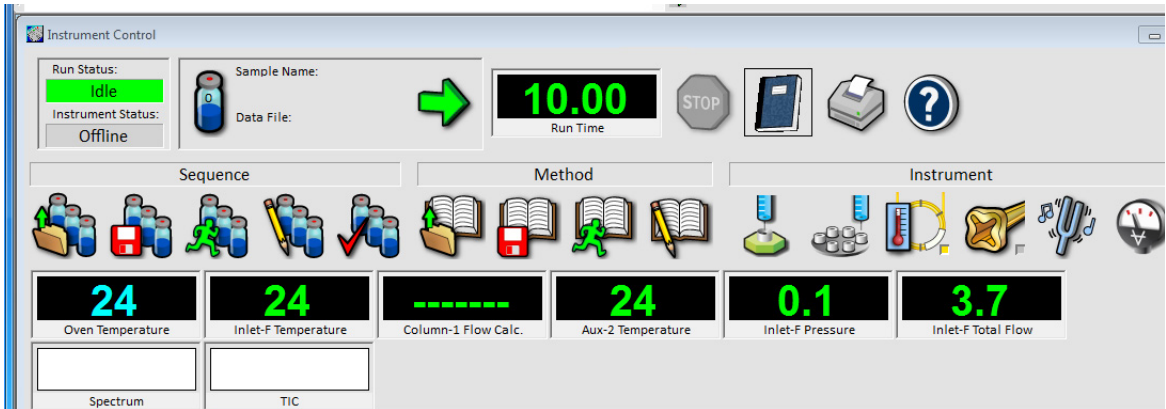 Instrument Control
Run Status:
Idle
Instrument Status:
Offline
Sample Name:
Data File:
10.00
Run Time
STOP
?
Sequence
Method
Instrument
24
Oven Temperature
24
Inlet-F Temperature
-------
Column-1 Flow Calc.
24
Aux-2 Temperature
0.1
Inlet-F Pressure
3.7
Inlet-F Total Flow
Spectrum
TIC